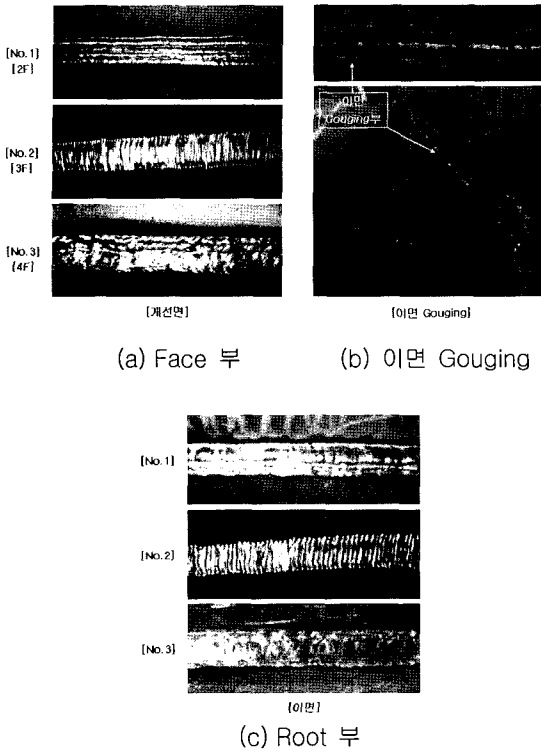 [No.1]
[2F]
[No.2]
[3F]
[No.3]
[4F]
[개선면]
(a) Face 부
이면
Gouging부
[이면 Gouging]
(b) 이면 Gouging
[No.1]
[No.2]
[No.3]
[이면]
(c) Root 부